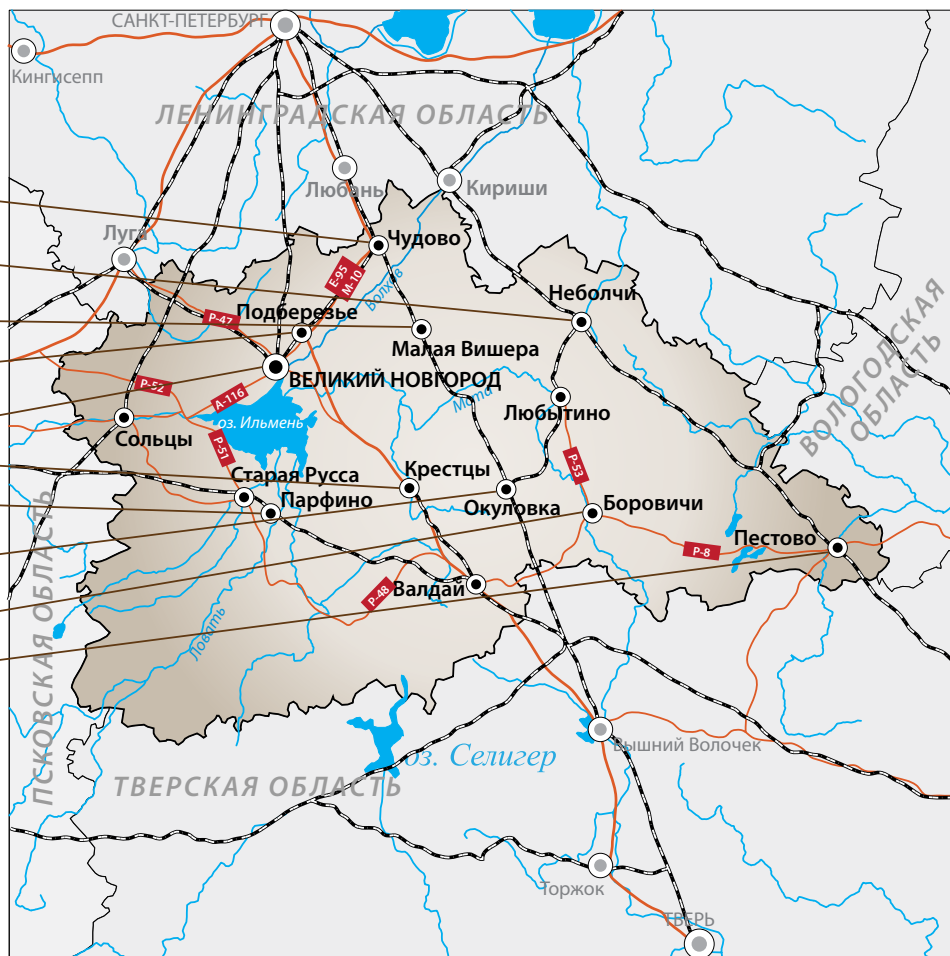 САНКТ-ПЕТЕРБУРГ
Кингисепп
ЛЕНИНГРАДСКАЯ ОБЛАСТЬ
Любань
Кириши
Луга
Чудово
E-95
M-10
Волхов
Неболчи
Р-47
Подберезье
Малая Вишера
ВЕЛИКИЙ НОВГОРОД
Р-52
А-116
Мста
Любытино
ВОЛОГОДСКАЯ
ОБЛАСТЬ
оз. Ильмень
Сольцы
Р-51
Р-53
Старая Русса
Крестцы
Парфино
Окуловка
Боровичи
Пестово
Р-8
Валдай
Р-48
Ловать
ПСКОВСКАЯ ОБЛАСТЬ
оз. Селигер
Вышний Волочек
ТВЕРСКАЯ ОБЛАСТЬ
Торжок
ТВЕРЬ